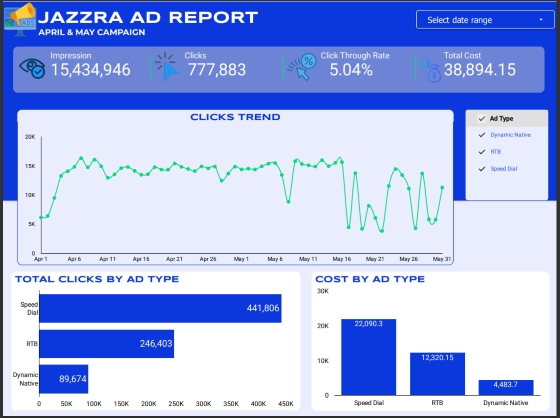 JAZZRA AD REPORT
APRIL & MAY CAMPAIGN
Select date range
Impression
15,434,946
Clicks
777,883
Click Through Rate
5.04%
Total Cost
38,894.15
CLICKS TREND
20K
15K
10K
5K
0
Apr 1 Apr 6 Apr 11 Apr 16 Apr 21 Apr 26 May 1 May 6 May 11 May 16 May 21 May 26 May 31
Ad Type
Dynamic Native
RTB
Speed Dial
TOTAL CLICKS BY AD TYPE
Speed
Dial
441,806
RTB
246,403
Dynamic
Native
89,674
0 50K 100K 150K 200K 250K 300K 350K 400K 450K
COST BY AD TYPE
30K
20K
10K
0
22,090.3
12,320.15
4,483.7
Speed Dial RTB Dynamic Native